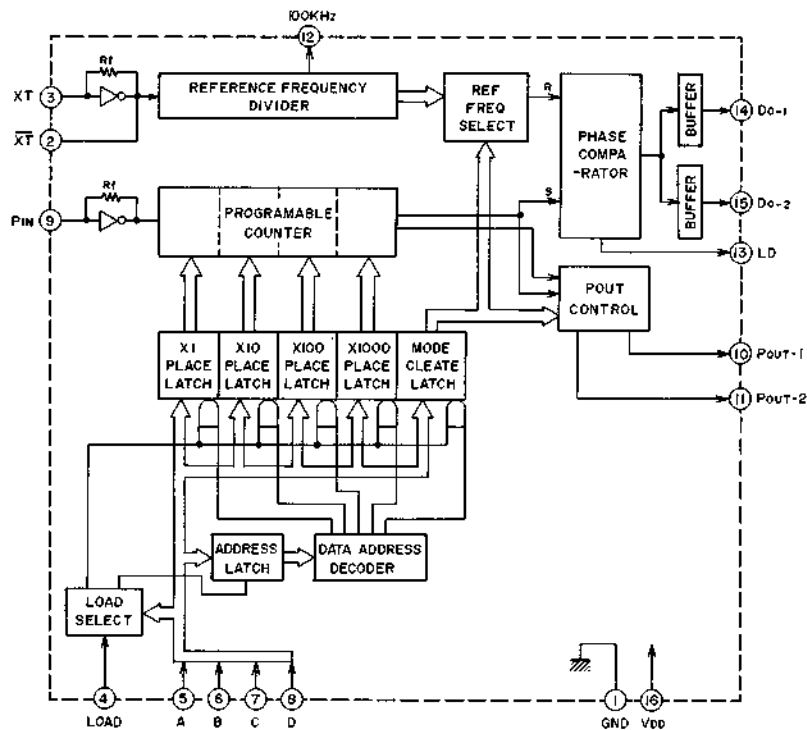 100KHz
12
Rf
XT
3
REFERENCE FREQUENCY
DIVIDER
REF
FREQ
SELECT
R
PHASE
COMPA
-RATOR
BUFFER
14
DO-1
XT
2
Rf
PIN
9
PROGRAMABLE
COUNTER
S
BUFFER
15
DO-2
13
LD
POUT
CONTROL
X1
PLACE
LATCH
X10
PLACE
LATCH
X100
PLACE
LATCH
X1000
PLACE
LATCH
MODE
CLEATE
LATCH
10
POUT-1
11
POUT-2
ADDRESS
LATCH
DATA ADDRESS
DECODER
LOAD
SELECT
4
LOAD
5
A
6
B
7
C
8
D
1
GND
16
VDD